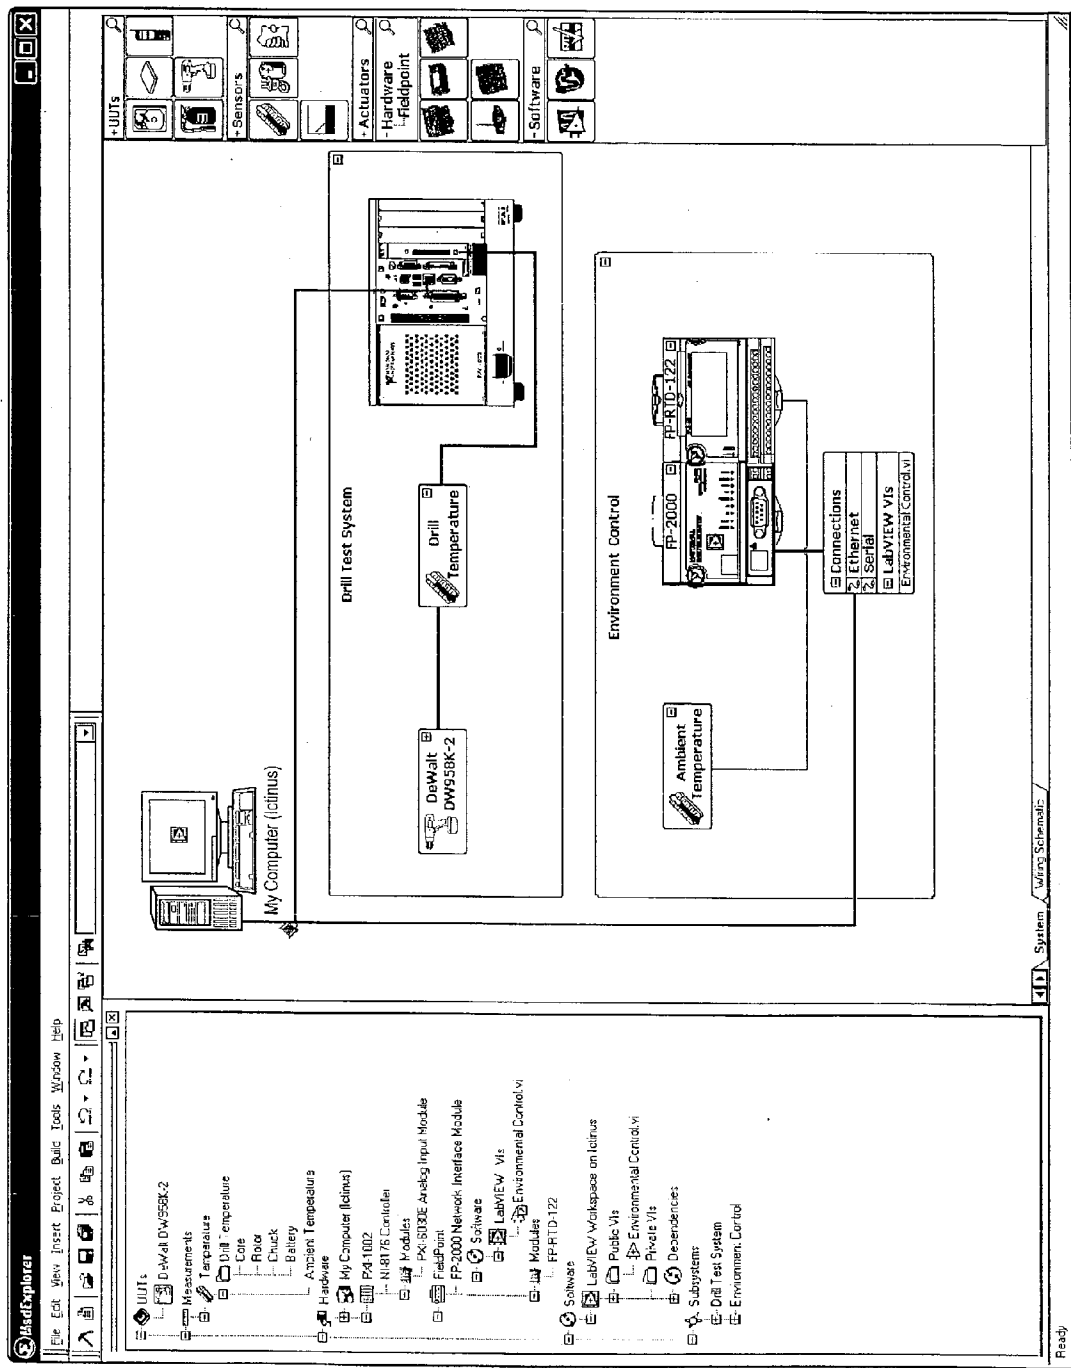 MsdExplorer
File Edit View Insert Project Build Tools Window Help
UUTs
DeWalt DW958K-2
Measurements
Temperature
Drill Temperature
Core
Rotor
Chuck
Battery
Ambient Temperature
Hardware
My Computer (Ictinus)
PXI-1002
NI-8176 Controller
Modules
PXI-6030E Analog Input Module
FieldPoint
FP-2000 Network Interface Module
Software
LabVIEW VIs
Environmental Control.vi
Modules
FP-RTD-122
Software
LabVIEW Workspace on Ictinus
Public VIs
Environmental Control.vi
Private VIs
Dependencies
Subsystems
Drill Test System
Environment Control
My Computer (Ictinus)
Drill Test System
DeWalt
DW958K-2
Drill
Temperature
NATIONAL
INSTRUMENTS
Environment Control
Ambient
Temperature
FP-2000
FP-RTD-122
Connections
Ethernet
Serial
LabVIEW VIs
Environmental Control.vi
+UUTs
+Sensors
+Actuators
-Hardware
Fieldpoint
-Software
System
Wiring Schematic
Ready